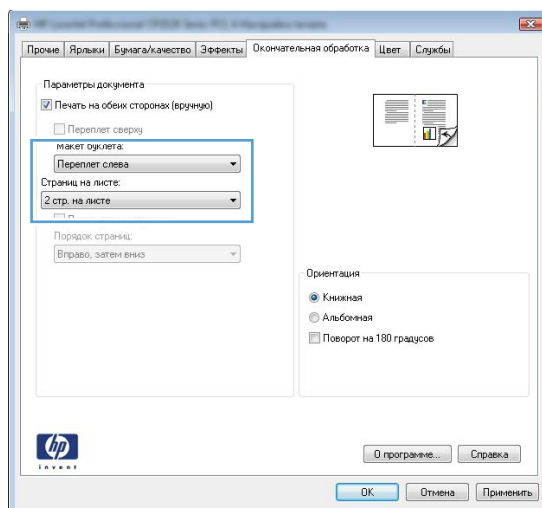 Прочие Ярлыки Бумага/качество Эффекты Окончательная обработка Цвет Службы
Параметры документа
Печать на обеих сторонах (вручную)
Переплет сверху
Макет буклета:
Переплет слева
Страниц на листе:
2 стр. на листе
Порядок страниц:
Вправо, затем вниз
Ориентация
Книжная
Альбомная
Поворот на 180 градусов
hp
invent
О программе... Справка
OK Отмена Применить